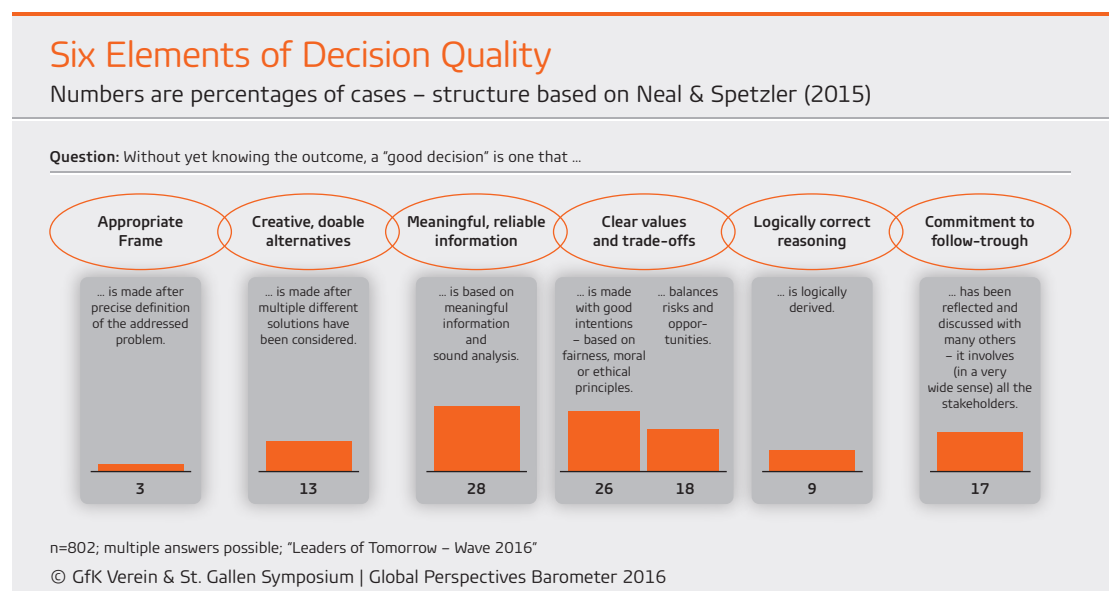 Six Elements of Decision Quality
Numbers are percentages of cases – structure based on Neal & Spetzler (2015)
Question: Without yet knowing the outcome, a “good decision” is one that ...
Appropriate
Frame
Creative, doable
alternatives
Meaningful, reliable
information
Clear values
and trade-offs
Logically correct
reasoning
Commitment to
follow-trough
... is made after
precise definition
of the addressed
problem.
3
... is made after
multiple different
solutions have
been considered.
13
... is based on
meaningful
information
and
sound analysis.
28
... is made
with good
intentions
– based on
fairness, moral
or ethical
principles.
26
... balances
risks and
oppor-
tunities.
18
... is logically
derived.
9
... has been
reflected and
discussed with
many others
– it involves
(in a very
wide sense) all the
stakeholders.
17
n=802; multiple answers possible; “Leaders of Tomorrow – Wave 2016”
© GfK Verein & St. Gallen Symposium | Global Perspectives Barometer 2016